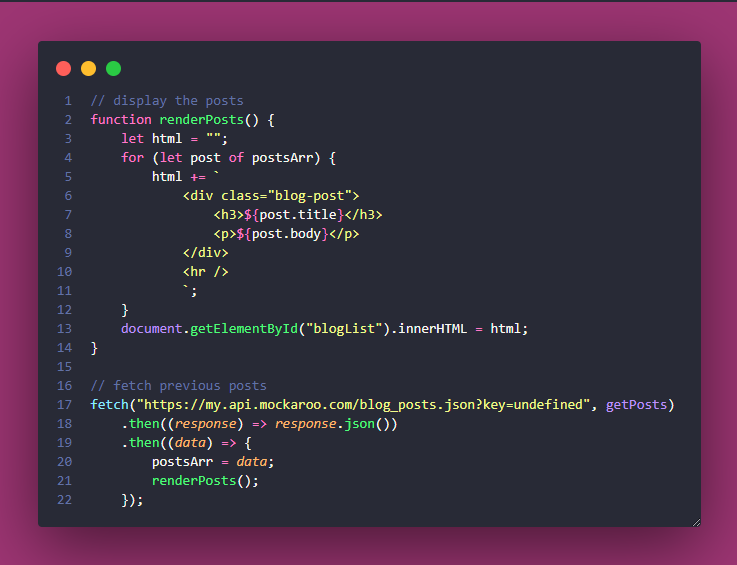 1 // display the posts
2 function renderPosts() {
3     let html = "";
4     for (let post of postsArr) {
5         html += `
6             <div class="blog-post">
7                 <h3>${post.title}</h3>
8                 <p>${post.body}</p>
9             </div>
10             <hr />
11             `;
12     }
13     document.getElementById("blogList").innerHTML = html;
14 }
15
16 // fetch previous posts
17 fetch("https://my.api.mockaroo.com/blog_posts.json?key=undefined", getPosts)
18     .then((response) => response.json())
19     .then((data) => {
20         postsArr = data;
21         renderPosts();
22     });